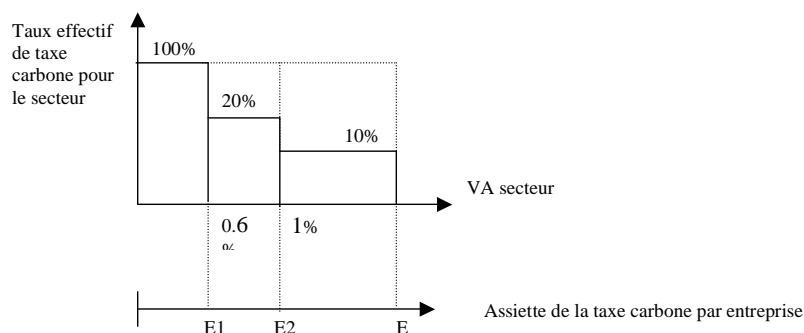 Taux effectif
de taxe
carbone pour
le secteur
100%
20%
10%
VA secteur
0.6
%
1%
E1 E2 E
Assiette de la taxe carbone par entreprise